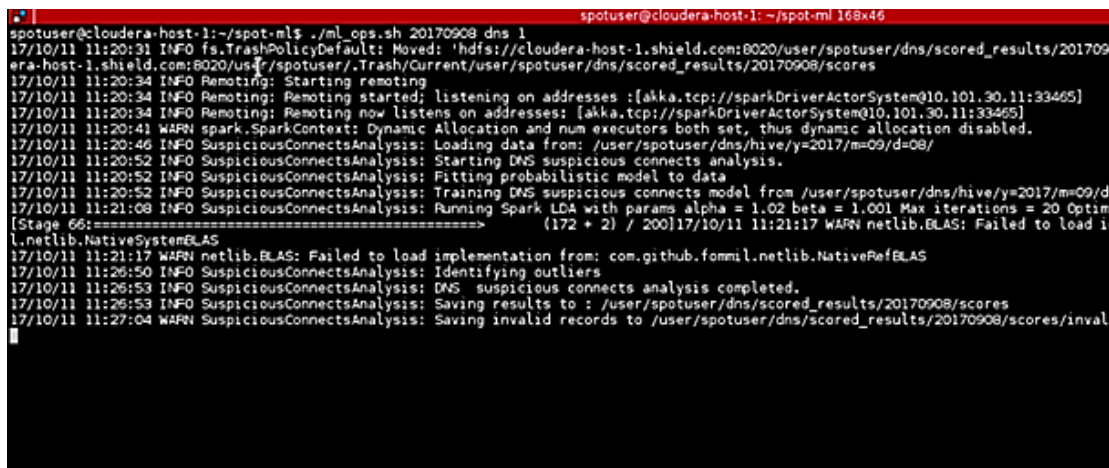 spotuser@cloudera-host-1: ~/spot-ml 168x46
spotuser@cloudera-host-1:~/spot-ml$ ./ml_ops.sh 20170908 dns 1
17/10/11 11:20:31 INFO fs.TrashPolicyDefault: Moved: 'hdfs://cloudera-host-1.shield.com:8020/user/spotuser/dns/scored_results/201709
era-host-1.shield.com:8020/user/spotuser/.Trash/Current/user/spotuser/dns/scored_results/20170908/scores
17/10/11 11:20:34 INFO Remoting: Starting remoting
17/10/11 11:20:34 INFO Remoting: Remoting started; listening on addresses :[akka.tcp://sparkDriverActorSystem@10.101.30.11:33465]
17/10/11 11:20:34 INFO Remoting: Remoting now listens on addresses: [akka.tcp://sparkDriverActorSystem@10.101.30.11:33465]
17/10/11 11:20:41 WARN spark.SparkContext: Dynamic Allocation and num executors both set, thus dynamic allocation disabled.
17/10/11 11:20:46 INFO SuspiciousConnectsAnalysis: Loading data from: /user/spotuser/dns/hive/y=2017/m=09/d=08/
17/10/11 11:20:52 INFO SuspiciousConnectsAnalysis: Starting DNS suspicious connects analysis.
17/10/11 11:20:52 INFO SuspiciousConnectsAnalysis: Fitting probabilistic model to data
17/10/11 11:20:52 INFO SuspiciousConnectsAnalysis: Training DNS suspicious connects model from /user/spotuser/dns/hive/y=2017/m=09/d
17/10/11 11:21:08 INFO SuspiciousConnectsAnalysis: Running Spark LDA with params alpha = 1.02 beta = 1.001 Max iterations = 20 Optim
[Stage 66:================================================> (172 + 2) / 200]17/10/11 11:21:17 WARN netlib.BLAS: Failed to load i
l.netlib.NativeSystemBLAS
17/10/11 11:21:17 WARN netlib.BLAS: Failed to load implementation from: com.github.fommil.netlib.NativeRefBLAS
17/10/11 11:26:50 INFO SuspiciousConnectsAnalysis: Identifying outliers
17/10/11 11:26:53 INFO SuspiciousConnectsAnalysis: DNS  suspicious connects analysis completed.
17/10/11 11:26:53 INFO SuspiciousConnectsAnalysis: Saving results to : /user/spotuser/dns/scored_results/20170908/scores
17/10/11 11:27:04 WARN SuspiciousConnectsAnalysis: Saving invalid records to /user/spotuser/dns/scored_results/20170908/scores/inval